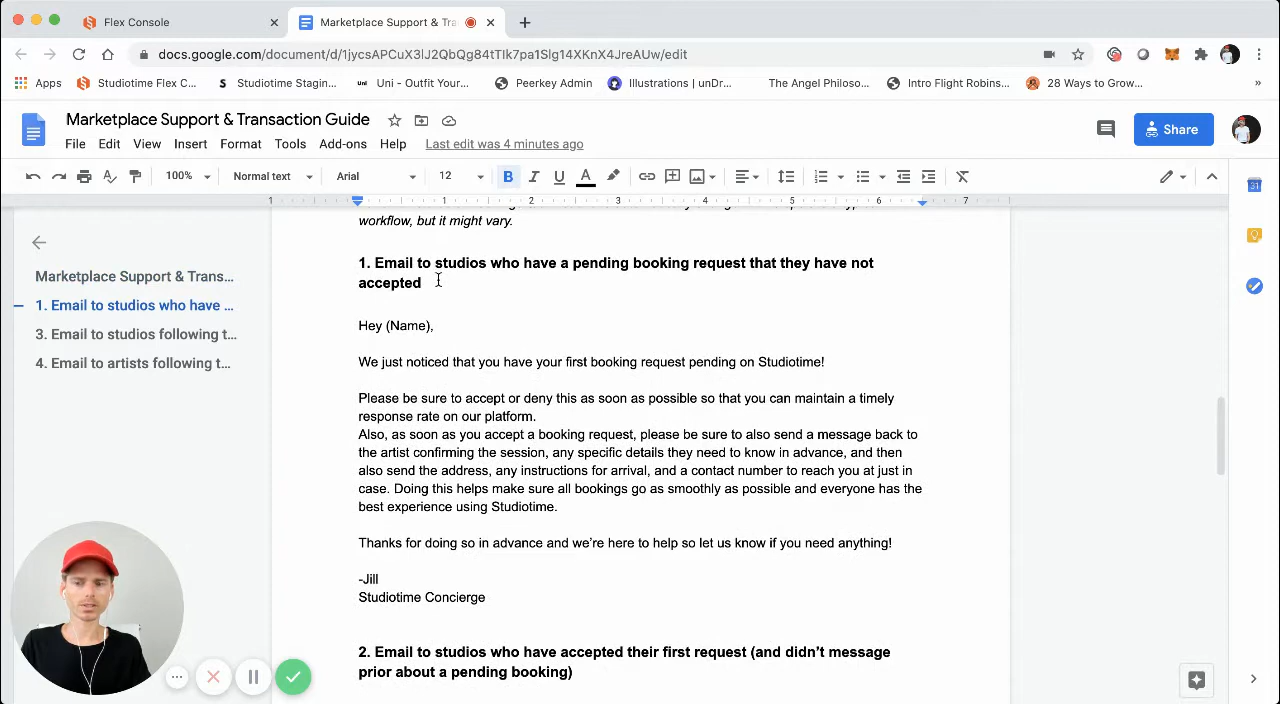 Flex Console
Marketplace Support & Tra
docs.google.com/document/d/1jycsAPCuX3lJ2QbQg84tTlk7pa1Slg14XKnX4JreAUw/edit
Apps
Studiotime Flex C...
S
Studiotime Stagin...
uni
Uni - Outfit Your...
Peerkey Admin
Illustrations | unDr...
The Angel Philoso...
Intro Flight Robins...
28 Ways to Grow...
»
Marketplace Support & Transaction Guide
File Edit View Insert Format Tools Add-ons Help
Last edit was 4 minutes ago
Share
100%
Normal text
Arial
12
B
I
U
A
31
1 1 2 3 4 5 6 7
workflow, but it might vary.
Marketplace Support & Trans...
1. Email to studios who have ...
3. Email to studios following t...
4. Email to artists following t...
1. Email to studios who have a pending booking request that they have not
accepted
Hey (Name),
We just noticed that you have your first booking request pending on Studiotime!
Please be sure to accept or deny this as soon as possible so that you can maintain a timely
response rate on our platform.
Also, as soon as you accept a booking request, please be sure to also send a message back to
the artist confirming the session, any specific details they need to know in advance, and then
also send the address, any instructions for arrival, and a contact number to reach you at just in
case. Doing this helps make sure all bookings go as smoothly as possible and everyone has the
best experience using Studiotime.
Thanks for doing so in advance and we’re here to help so let us know if you need anything!
-Jill
Studiotime Concierge
2. Email to studios who have accepted their first request (and didn’t message
prior about a pending booking)